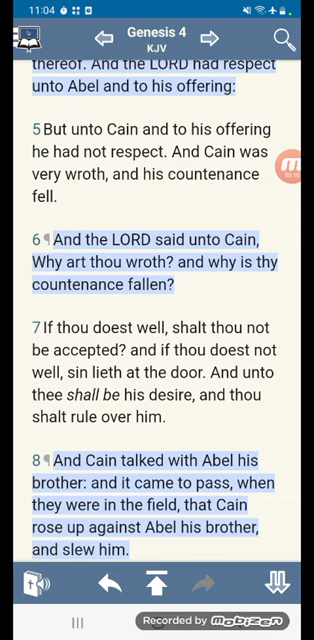 11:04
Genesis 4
KJV
thereof. And the LORD had respect
unto Abel and to his offering:
5 But unto Cain and to his offering
he had not respect. And Cain was
very wroth, and his countenance
fell.
6 ¶ And the LORD said unto Cain,
Why art thou wroth? and why is thy
countenance fallen?
7 If thou doest well, shalt thou not
be accepted? and if thou doest not
well, sin lieth at the door. And unto
thee shall be his desire, and thou
shalt rule over him.
8 ¶ And Cain talked with Abel his
brother: and it came to pass, when
they were in the field, that Cain
rose up against Abel his brother,
and slew him.
Recorded by mobizen